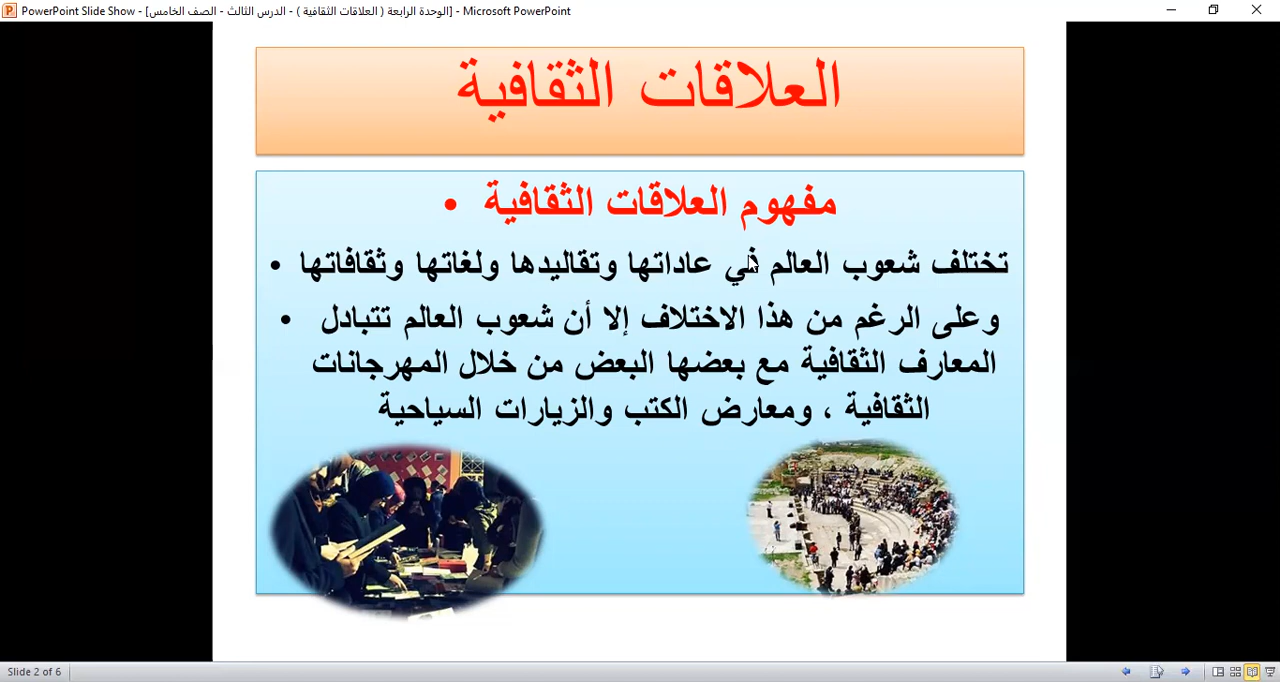 PowerPoint Slide Show - [الوحدة الرابعة ( العلاقات الثقافية ) - الدرس الثالث - الصف الخامس] - Microsoft PowerPoint
العلاقات الثقافية
• مفهوم العلاقات الثقافية
• تختلف شعوب العالم في عاداتها وتقاليدها ولغاتها وثقافاتها
• وعلى الرغم من هذا الاختلاف إلا أن شعوب العالم تتبادل
المعارف الثقافية مع بعضها البعض من خلال المهرجانات
الثقافية ، ومعارض الكتب والزيارات السياحية
Slide 2 of 6